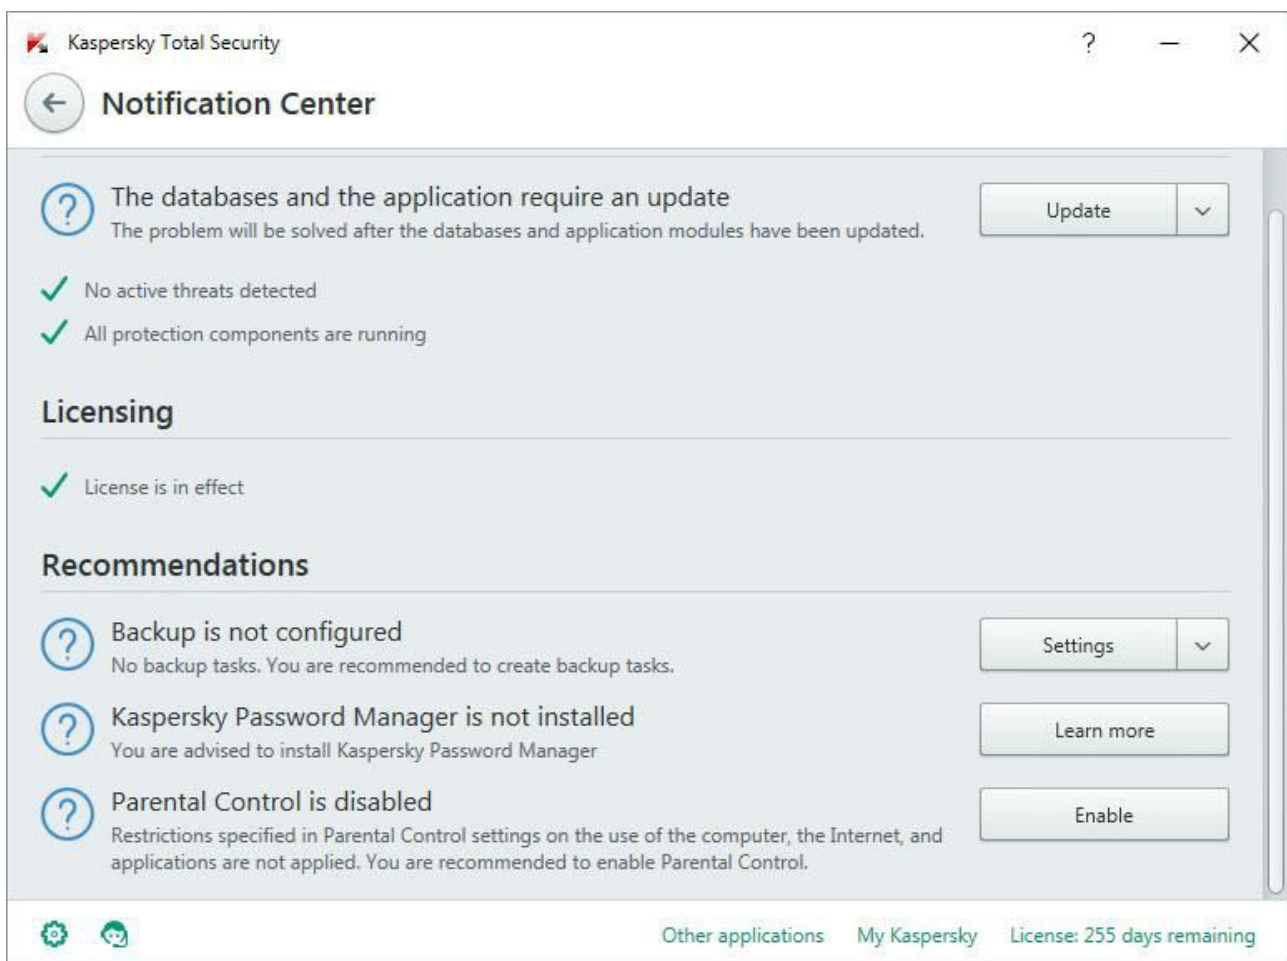 Kaspersky Total Security
?
Notification Center
The databases and the application require an update
The problem will be solved after the databases and application modules have been updated.
Update
No active threats detected
All protection components are running
Licensing
License is in effect
Recommendations
Backup is not configured
No backup tasks. You are recommended to create backup tasks.
Settings
Kaspersky Password Manager is not installed
You are advised to install Kaspersky Password Manager
Learn more
Parental Control is disabled
Restrictions specified in Parental Control settings on the use of the computer, the Internet, and
applications are not applied. You are recommended to enable Parental Control.
Enable
Other applications My Kaspersky License: 255 days remaining